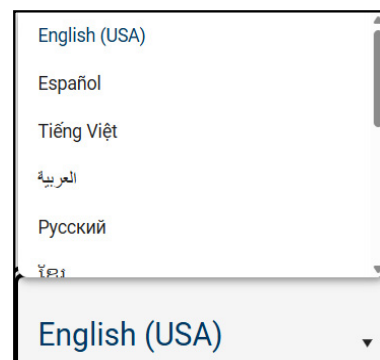 English (USA)
Español
Tiếng Việt
العربية
Русский
English (USA)